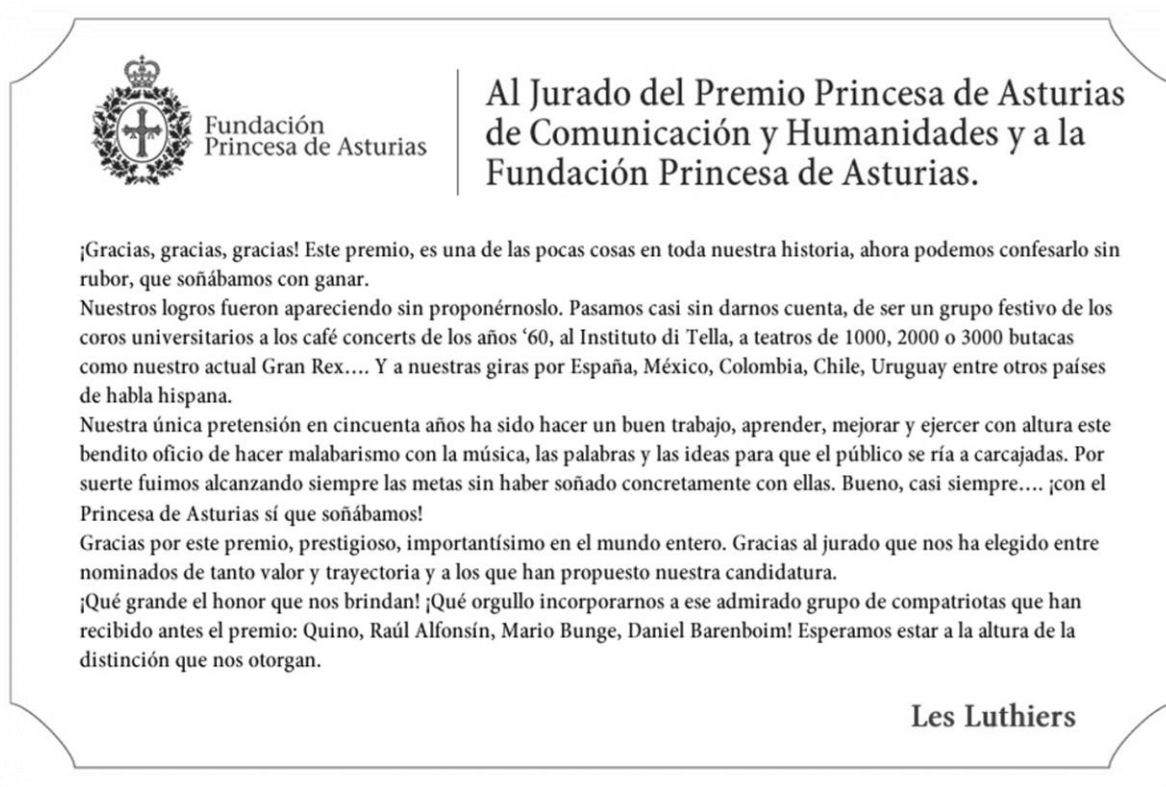 Fundación
Princesa de Asturias
Al Jurado del Premio Princesa de Asturias
de Comunicación y Humanidades y a la
Fundación Princesa de Asturias.
¡Gracias, gracias, gracias! Este premio, es una de las pocas cosas en toda nuestra historia, ahora podemos confesarlo sin
rubor, que soñábamos con ganar.
Nuestros logros fueron apareciendo sin proponérnoslo. Pasamos casi sin darnos cuenta, de ser un grupo festivo de los
coros universitarios a los café concerts de los años ‘60, al Instituto di Tella, a teatros de 1000, 2000 o 3000 butacas
como nuestro actual Gran Rex…. Y a nuestras giras por España, México, Colombia, Chile, Uruguay entre otros países
de habla hispana.
Nuestra única pretensión en cincuenta años ha sido hacer un buen trabajo, aprender, mejorar y ejercer con altura este
bendito oficio de hacer malabarismo con la música, las palabras y las ideas para que el público se ría a carcajadas. Por
suerte fuimos alcanzando siempre las metas sin haber soñado concretamente con ellas. Bueno, casi siempre…. ¡con el
Princesa de Asturias sí que soñábamos!
Gracias por este premio, prestigioso, importantísimo en el mundo entero. Gracias al jurado que nos ha elegido entre
nominados de tanto valor y trayectoria y a los que han propuesto nuestra candidatura.
¡Qué grande el honor que nos brindan! ¡Qué orgullo incorporarnos a ese admirado grupo de compatriotas que han
recibido antes el premio: Quino, Raúl Alfonsín, Mario Bunge, Daniel Barenboim! Esperamos estar a la altura de la
distinción que nos otorgan.
Les Luthiers